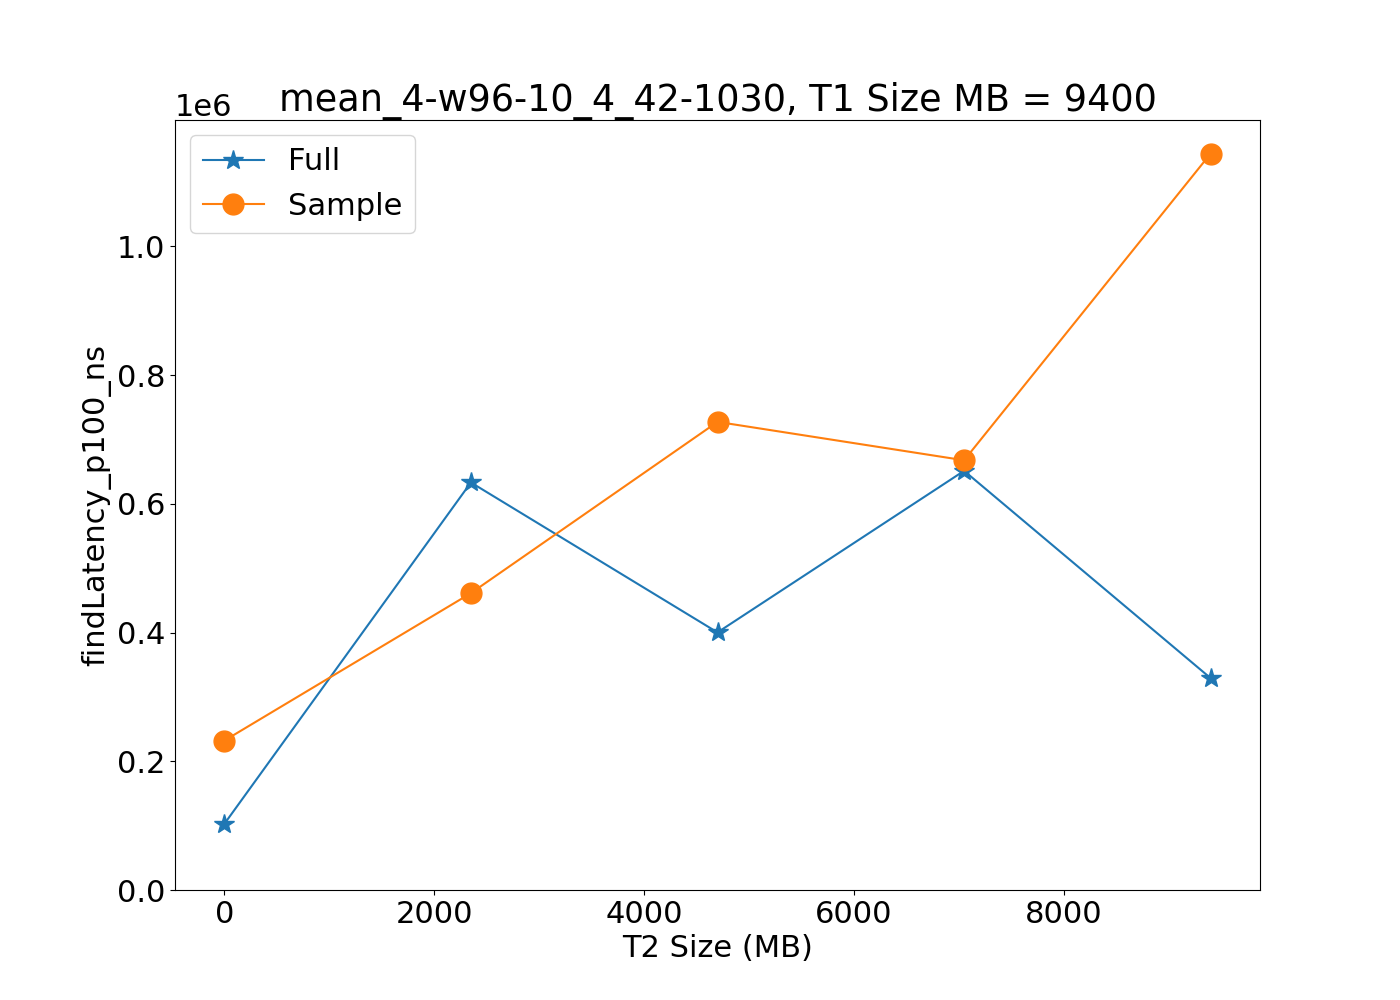 1e6
mean_4-w96-10_4_42-1030, T1 Size MB = 9400
Full
Sample
1.0
0.8
0.6
0.4
0.2
0.0
findLatency_p100_ns
0 2000 4000 6000 8000
T2 Size (MB)